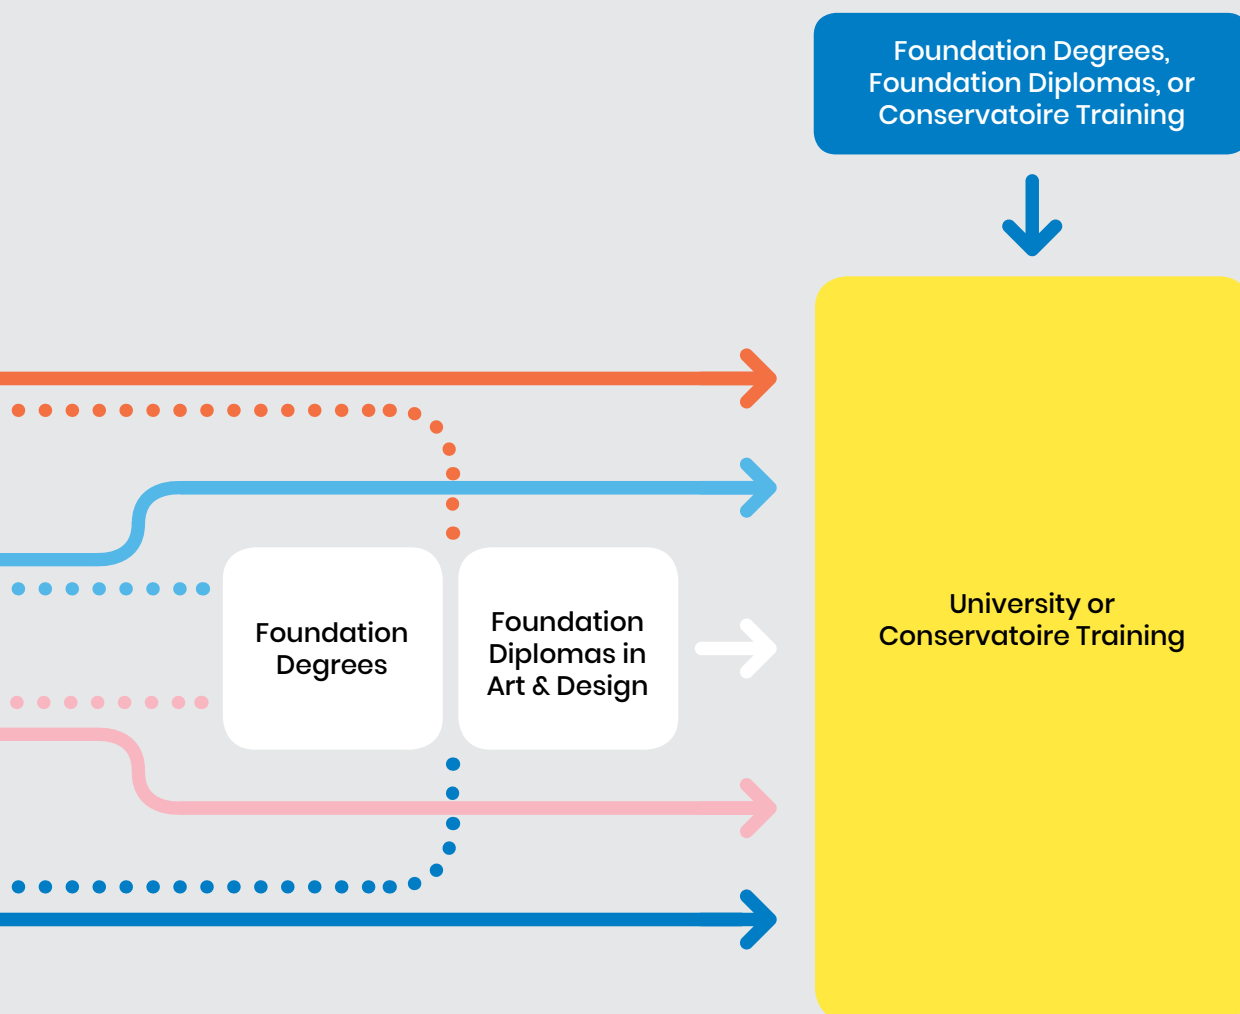 Foundation Degrees,
Foundation Diplomas, or
Conservatoire Training
Foundation
Degrees
Foundation
Diplomas in
Art & Design
University or
Conservatoire Training